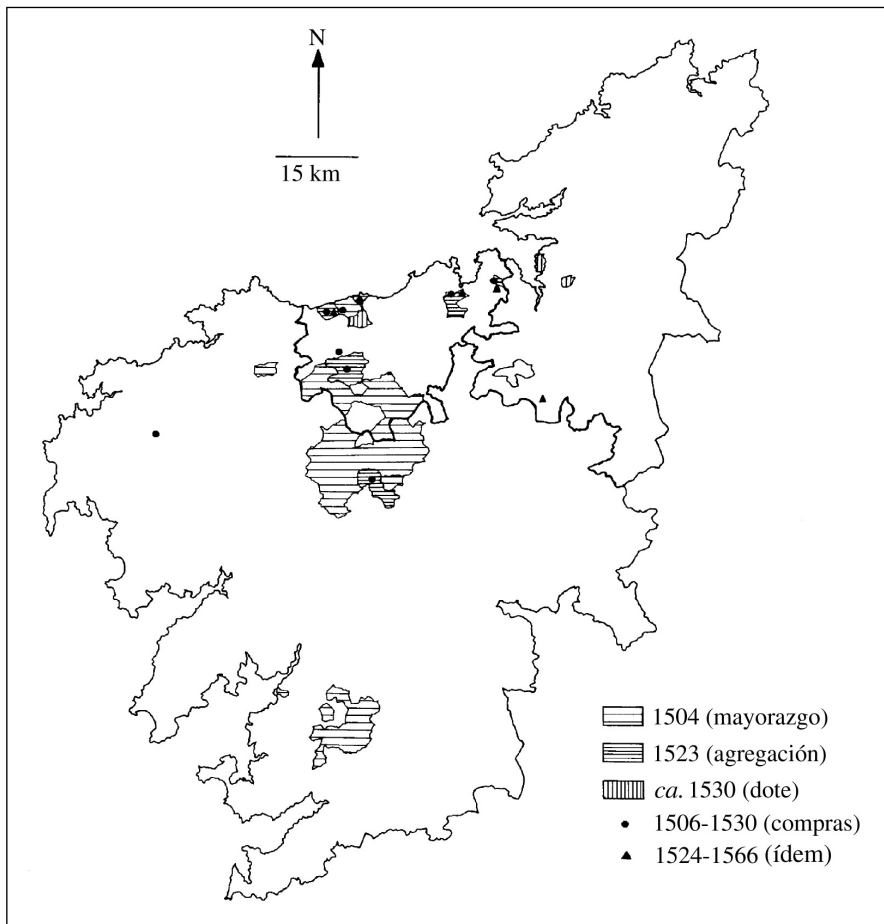 N
15 km
1504 (mayorazgo)
1523 (agregación)
ca. 1530 (dote)
1506-1530 (compras)
1524-1566 (ídem)